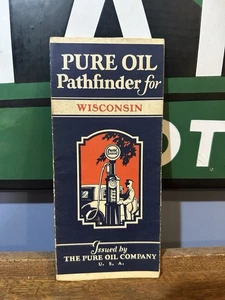 PURE OIL
Pathfinder for
WISCONSIN
Issued by
THE PURE OIL COMPANY
U. S. A.